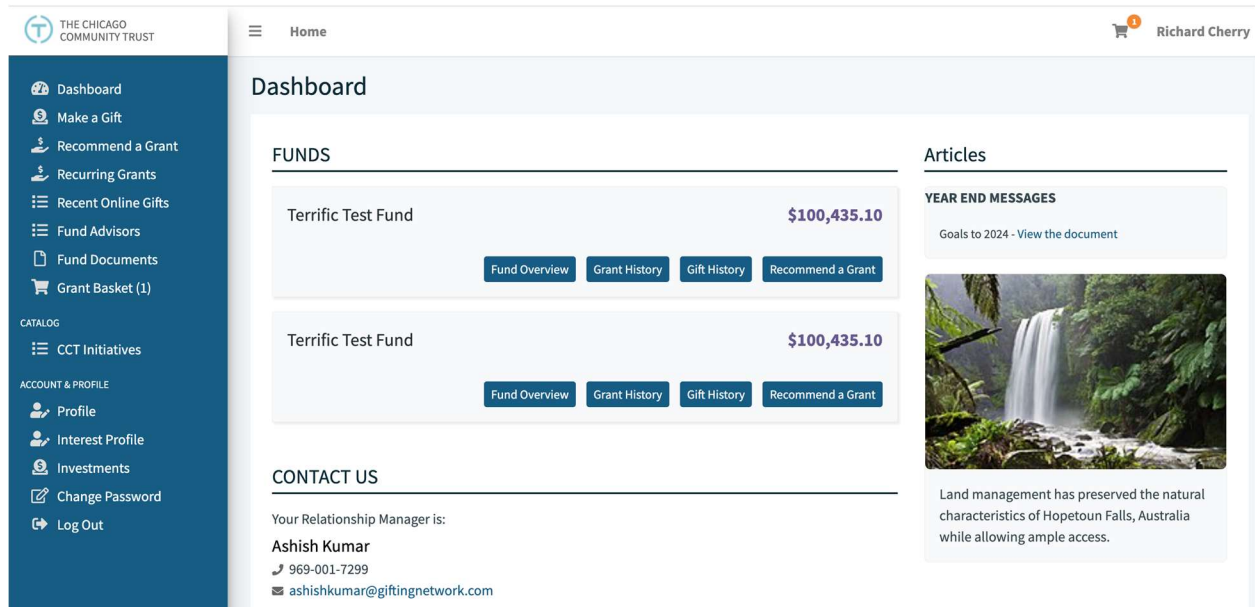 THE CHICAGO
COMMUNITY TRUST
Dashboard
Make a Gift
Recommend a Grant
Recurring Grants
Recent Online Gifts
Fund Advisors
Fund Documents
Grant Basket (1)
CATALOG
CCT Initiatives
ACCOUNT & PROFILE
Profile
Interest Profile
Investments
Change Password
Log Out
Home
1
Richard Cherry
Dashboard
FUNDS
Terrific Test Fund
$100,435.10
Fund Overview Grant History Gift History Recommend a Grant
Terrific Test Fund
$100,435.10
Fund Overview Grant History Gift History Recommend a Grant
CONTACT US
Your Relationship Manager is:
Ashish Kumar
969-001-7299
ashishkumar@giftingnetwork.com
Articles
YEAR END MESSAGES
Goals to 2024 - View the document
Land management has preserved the natural
characteristics of Hopetoun Falls, Australia
while allowing ample access.